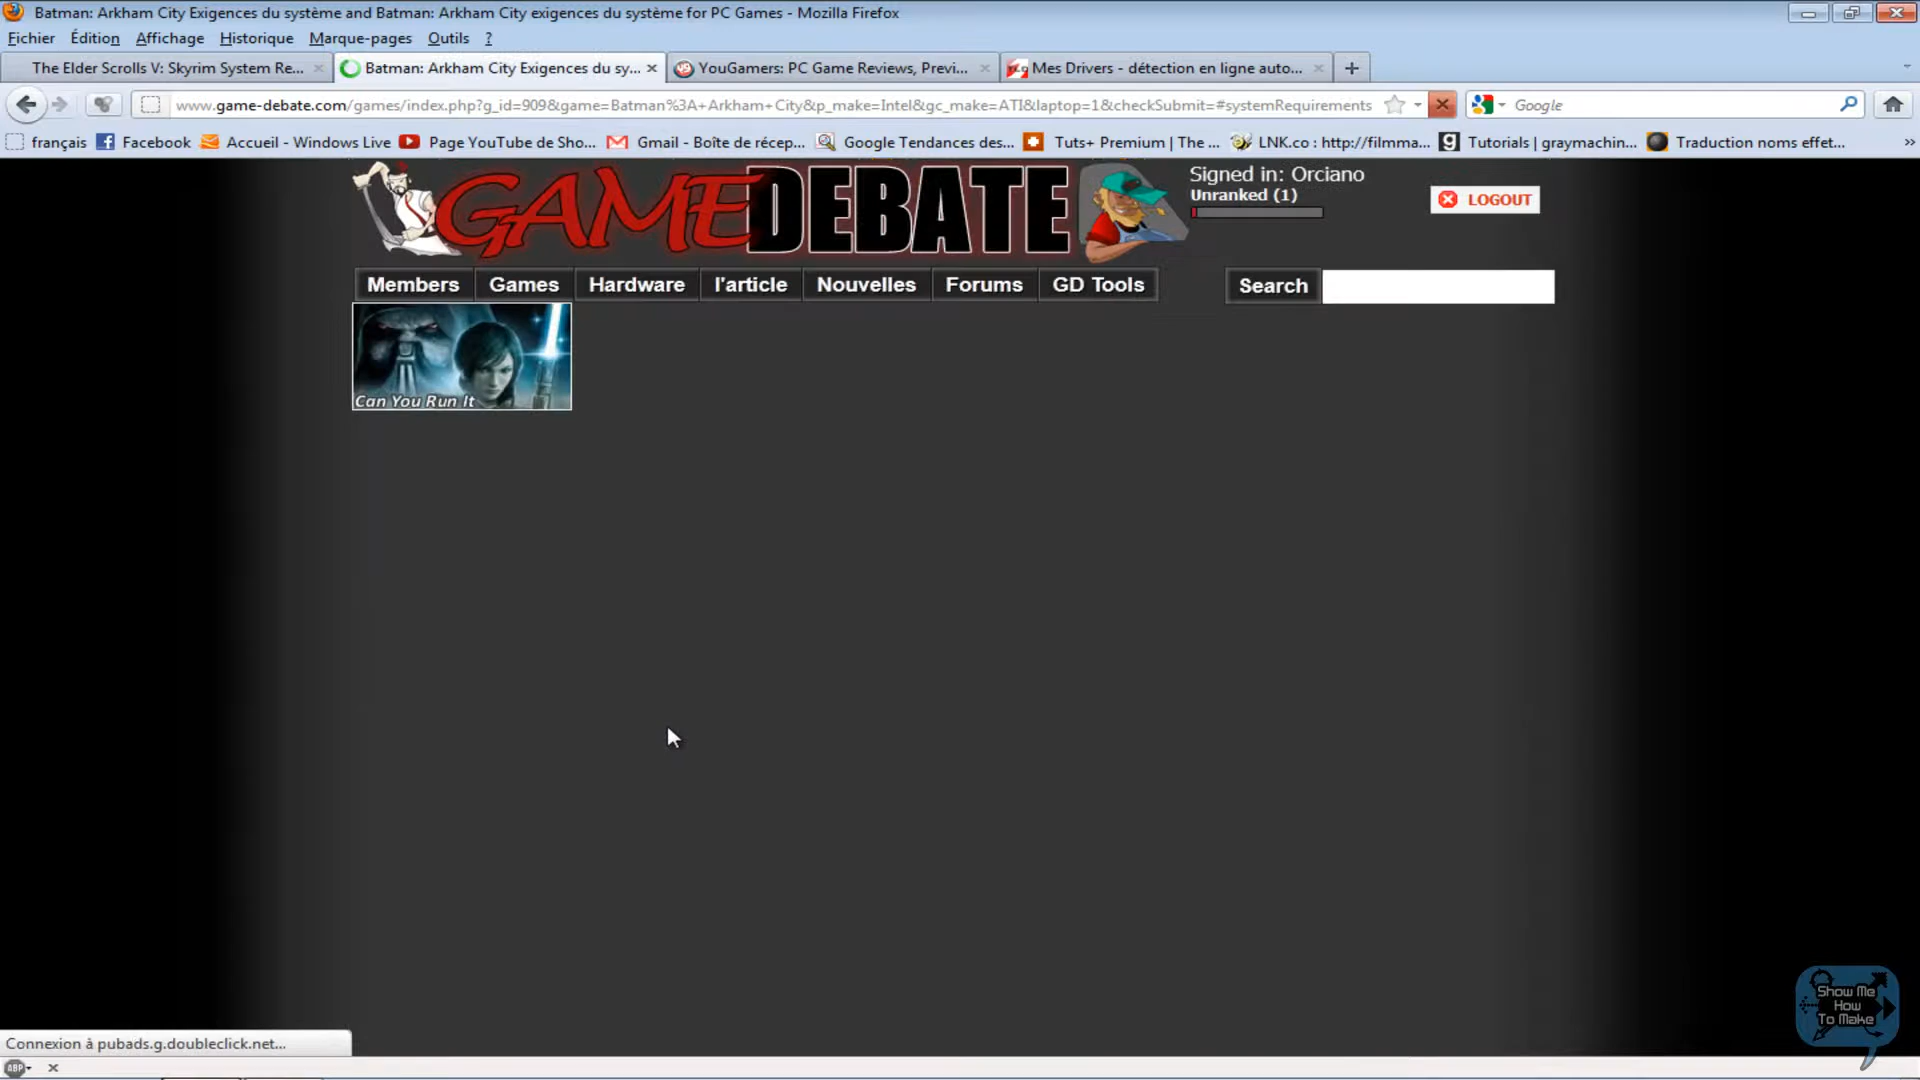 Batman: Arkham City Exigences du système and Batman: Arkham City exigences du système for PC Games - Mozilla Firefox
Fichier Édition Affichage Historique Marque-pages Outils ?
The Elder Scrolls V: Skyrim System Re... Batman: Arkham City Exigences du sy... YouGamers: PC Game Reviews, Previ... Mes Drivers - détection en ligne auto...
www.game-debate.com/games/index.php?g_id=909&game=Batman%3A+Arkham+City&p_make=Intel&gc_make=ATI&laptop=1&checkSubmit=#systemRequirements Google
français Facebook Accueil - Windows Live Page YouTube de Sho... Gmail - Boîte de récep... Google Tendances des... Tuts+ Premium | The ... LNK.co : http://filmma... Tutorials | graymachin... Traduction noms effet... »
GAMEDEBATE
Signed in: Orciano
Unranked (1)
LOGOUT
Members Games Hardware l'article Nouvelles Forums GD Tools Search
Can You Run It
Show Me
How
To Make
Connexion à pubads.g.doubleclick.net...
ABP